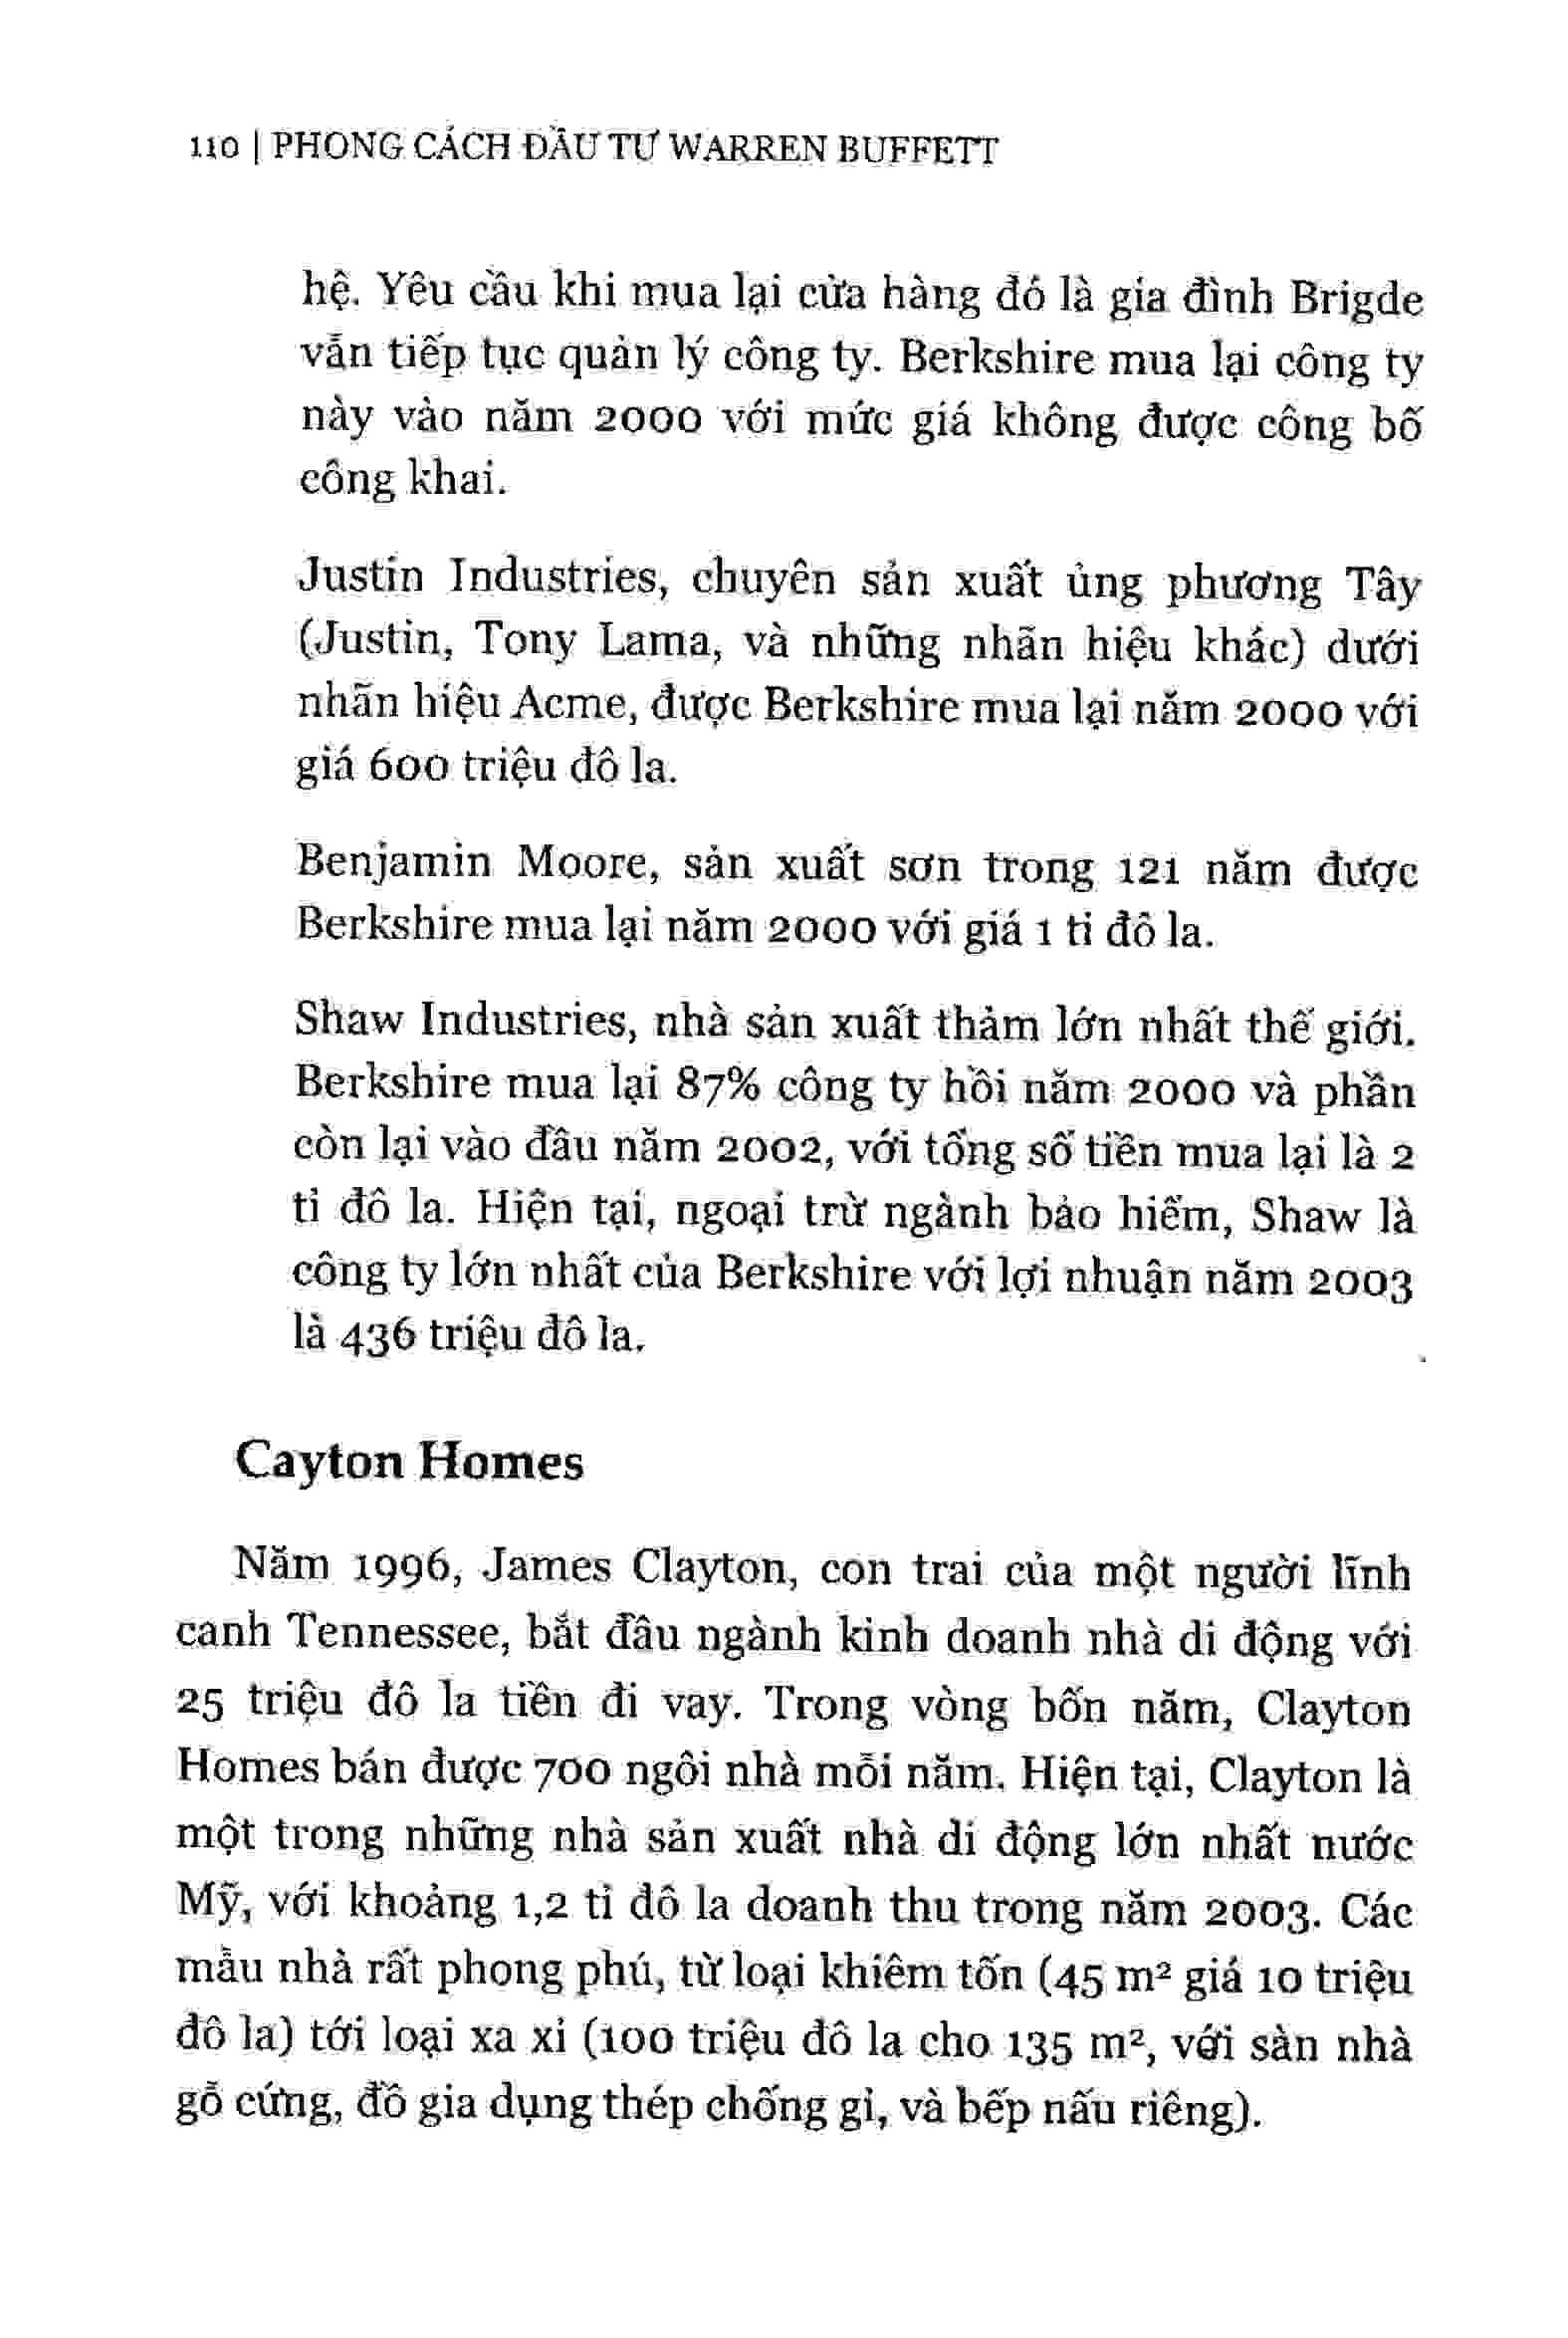 110 | PHONG CÁCH ĐẦU TƯ WARREN BUFFETT
hệ. Yêu cầu khi mua lại cửa hàng đó là gia đình Brigde
vẫn tiếp tục quản lý công ty. Berkshire mua lại công ty
này vào năm 2000 với mức giá không được công bố
công khai.
Justin Industries, chuyên sản xuất ủng phương Tây
(Justin, Tony Lama, và những nhãn hiệu khác) dưới
nhãn hiệu Acme, được Berkshire mua lại năm 2000 với
giá 600 triệu đô la.
Benjamin Moore, sản xuất sơn trong 121 năm được
Berkshire mua lại năm 2000 với giá 1 tỉ đô la.
Shaw Industries, nhà sản xuất thảm lớn nhất thế giới.
Berkshire mua lại 87% công ty hồi năm 2000 và phần
còn lại vào đầu năm 2002, với tổng số tiền mua lại là 2
tỉ đô la. Hiện tại, ngoại trừ ngành bảo hiểm, Shaw là
công ty lớn nhất của Berkshire với lợi nhuận năm 2003
là 436 triệu đô la.
Cayton Homes
Năm 1996, James Clayton, con trai của một người lĩnh
canh Tennessee, bắt đầu ngành kinh doanh nhà di động với
25 triệu đô la tiền đi vay. Trong vòng bốn năm, Clayton
Homes bán được 700 ngôi nhà mỗi năm. Hiện tại, Clayton là
một trong những nhà sản xuất nhà di động lớn nhất nước
Mỹ, với khoảng 1,2 tỉ đô la doanh thu trong năm 2003. Các
mẫu nhà rất phong phú, từ loại khiêm tốn (45 m² giá 10 triệu
đô la) tới loại xa xỉ (100 triệu đô la cho 135 m², với sàn nhà
gỗ cứng, đồ gia dụng thép chống gỉ, và bếp nấu riêng).